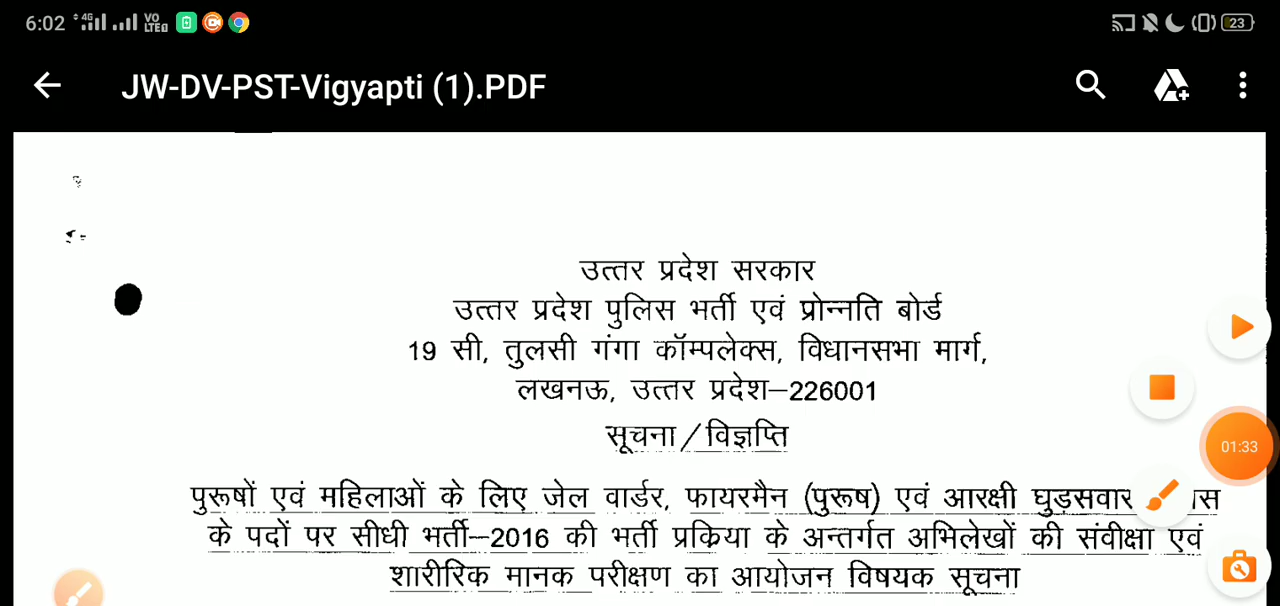 6:02 4G VO LTE 23
JW-DV-PST-Vigyapti (1).PDF
उत्तर प्रदेश सरकार
उत्तर प्रदेश पुलिस भर्ती एवं प्रोन्नति बोर्ड
19 सी, तुलसी गंगा कॉम्पलेक्स, विधानसभा मार्ग,
लखनऊ, उत्तर प्रदेश–226001
सूचना/विज्ञप्ति
01:33
पुरूषों एवं महिलाओं के लिए जेल वार्डर, फायरमैन (पुरूष) एवं आरक्षी घुड़सवार
के पदों पर सीधी भर्ती–2016 की भर्ती प्रक्रिया के अन्तर्गत अभिलेखों की संवीक्षा एवं
शारीरिक मानक परीक्षण का आयोजन विषयक सूचना